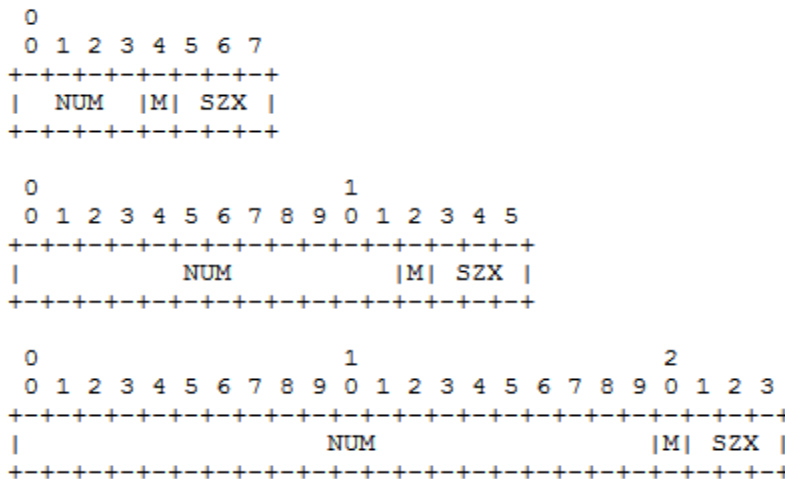 0
0 1 2 3 4 5 6 7
+-+-+-+-+-+-+-+-+
|  NUM  |M| SZX |
+-+-+-+-+-+-+-+-+
0                   1
0 1 2 3 4 5 6 7 8 9 0 1 2 3 4 5
+-+-+-+-+-+-+-+-+-+-+-+-+-+-+-+-+
|          NUM          |M| SZX |
+-+-+-+-+-+-+-+-+-+-+-+-+-+-+-+-+
0                   1                   2
0 1 2 3 4 5 6 7 8 9 0 1 2 3 4 5 6 7 8 9 0 1 2 3
+-+-+-+-+-+-+-+-+-+-+-+-+-+-+-+-+-+-+-+-+-+-+-+-+
|                   NUM                 |M| SZX |
+-+-+-+-+-+-+-+-+-+-+-+-+-+-+-+-+-+-+-+-+-+-+-+-+